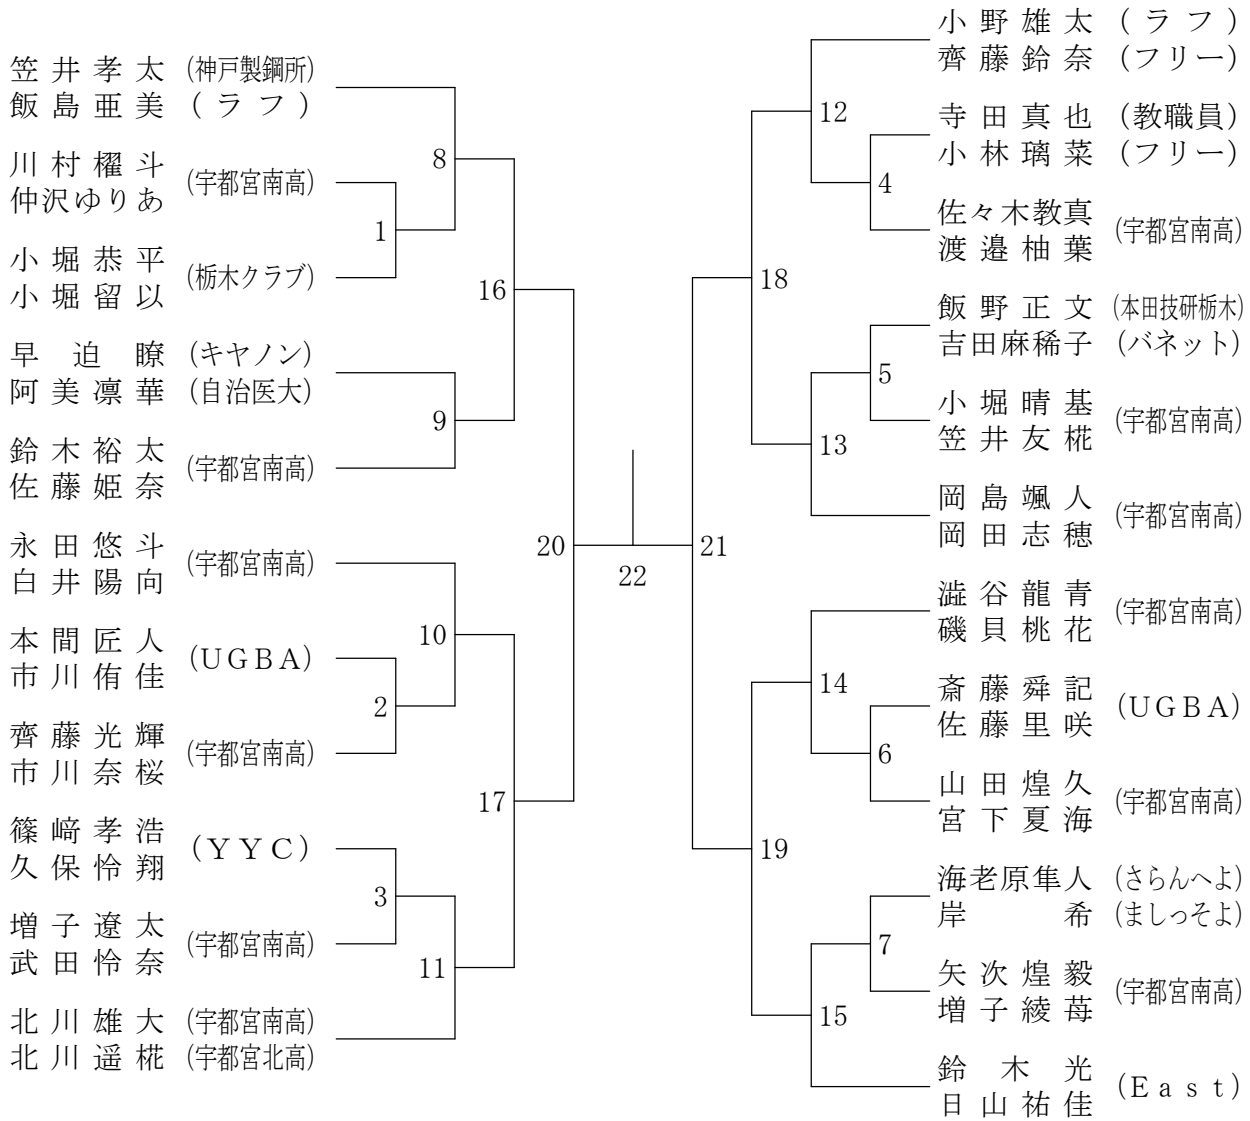 笠井孝太 (神戸製鋼所)
飯島亜美 (ラフ)
川村櫂斗
仲沢ゆりあ
(宇都宮南高)
小堀恭平
小堀留以
(栃木クラブ)
早迫瞭 (キヤノン)
阿美凛華 (自治医大)
鈴木裕太
佐藤姫奈
(宇都宮南高)
永田悠斗
白井陽向
(宇都宮南高)
本間匠人
市川侑佳
(UGBA)
齊藤光輝
市川奈桜
(宇都宮南高)
篠﨑孝浩
久保怜翔
(YYC)
増子遼太
武田怜奈
(宇都宮南高)
北川雄大 (宇都宮南高)
北川遥椛 (宇都宮北高)
8
1
16
9
20
10
2
17
3
11
22
12
4
18
5
13
21
14
6
19
7
15
小野雄太 (ラフ)
齊藤鈴奈 (フリー)
寺田真也 (教職員)
小林璃菜 (フリー)
佐々木教真
渡邉柚葉
(宇都宮南高)
飯野正文 (本田技研栃木)
吉田麻稀子 (バネット)
小堀晴基
笠井友椛
(宇都宮南高)
岡島颯人
岡田志穂
(宇都宮南高)
澁谷龍青
磯貝桃花
(宇都宮南高)
斎藤舜記
佐藤里咲
(UGBA)
山田煌久
宮下夏海
(宇都宮南高)
海老原隼人 (さらんへよ)
岸希 (ましっそよ)
矢次煌毅
増子綾苺
(宇都宮南高)
鈴木光
日山祐佳
(East)